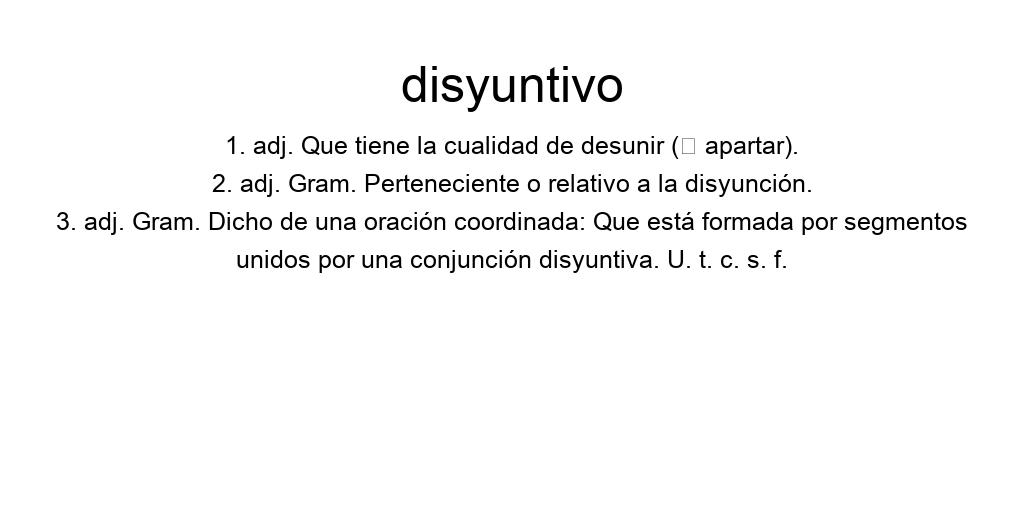 disyuntivo
1. adj. Que tiene la cualidad de desunir (□ apartar).
2. adj. Gram. Perteneciente o relativo a la disyunción.
3. adj. Gram. Dicho de una oración coordinada: Que está formada por segmentos
unidos por una conjunción disyuntiva. U. t. c. s. f.